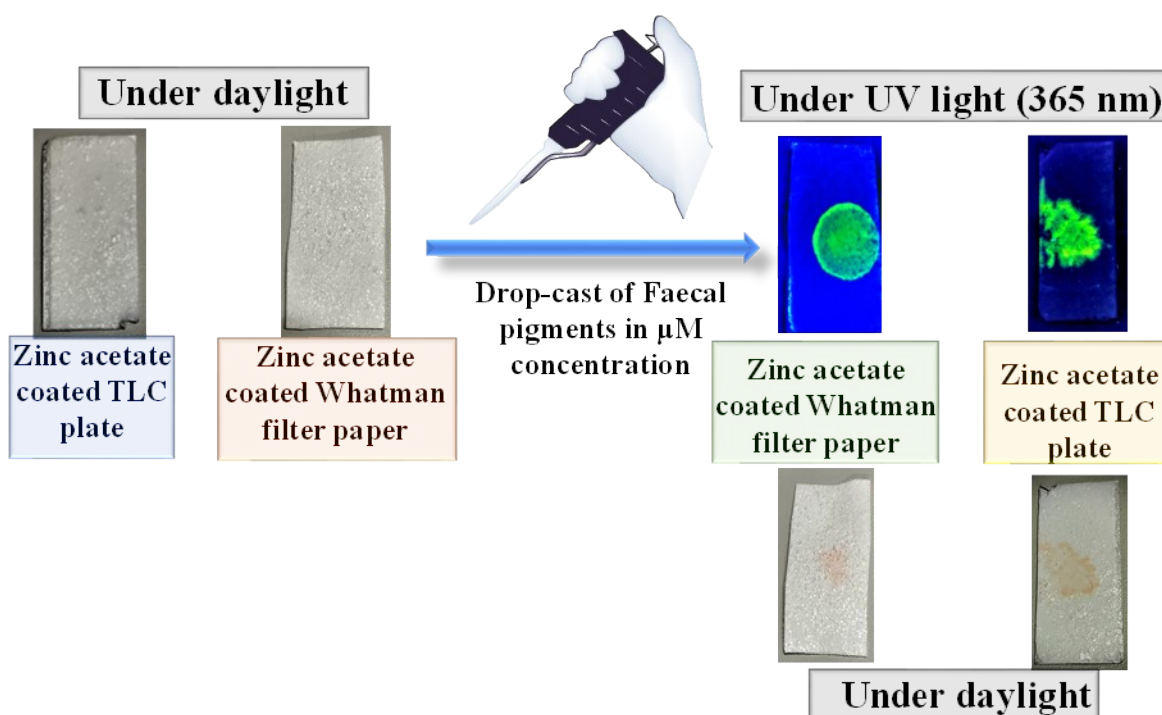 Under daylight
Zinc acetate
coated TLC
plate
Zinc acetate
coated Whatman
filter paper
Drop-cast of Faecal
pigments in µM
concentration
Under UV light (365 nm)
Zinc acetate
coated Whatman
filter paper
Zinc acetate
coated TLC
plate
Under daylight